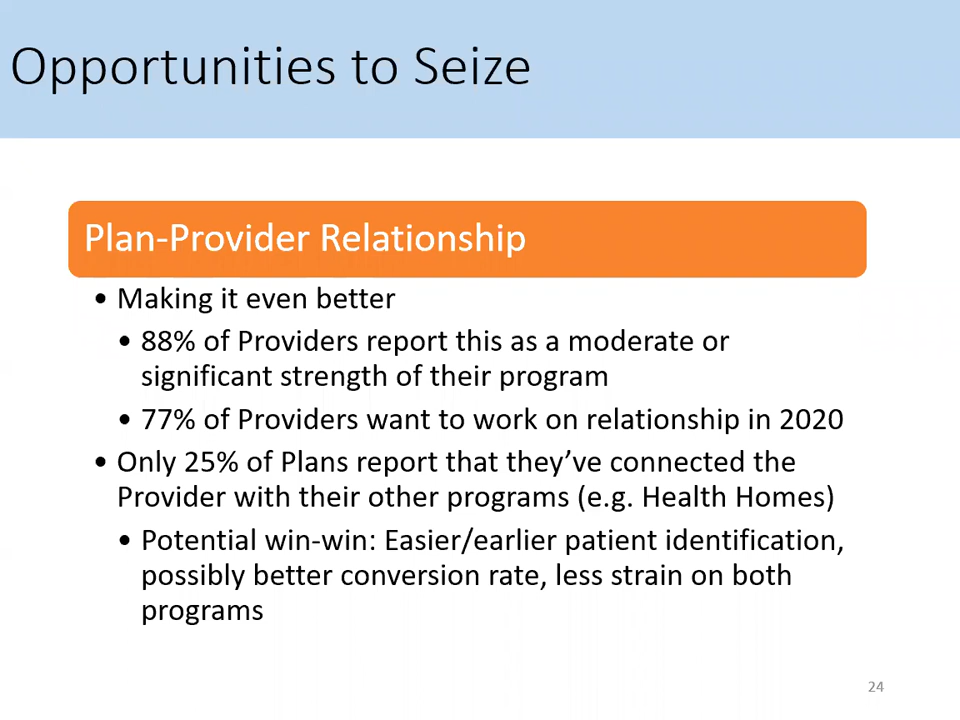 Opportunities to Seize
Plan-Provider Relationship
• Making it even better
• 88% of Providers report this as a moderate or
significant strength of their program
• 77% of Providers want to work on relationship in 2020
• Only 25% of Plans report that they’ve connected the
Provider with their other programs (e.g. Health Homes)
• Potential win-win: Easier/earlier patient identification,
possibly better conversion rate, less strain on both
programs
24